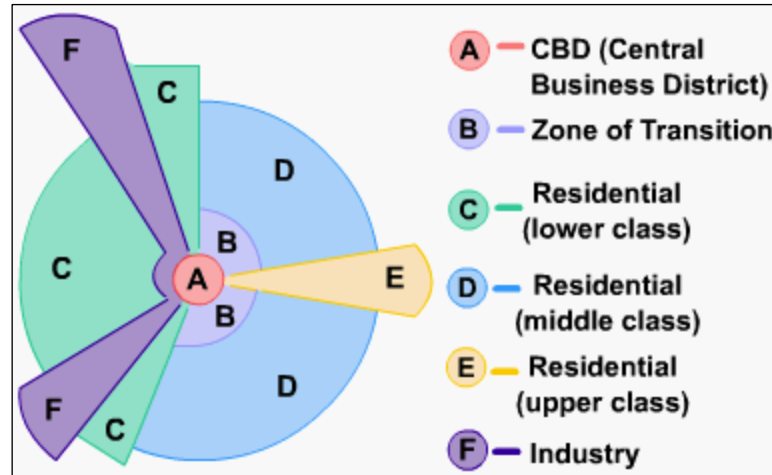 F
C
D
B
C
A
E
B
D
F
C
A CBD (Central
Business District)
B Zone of Transition
C Residential
(lower class)
D Residential
(middle class)
E Residential
(upper class)
F Industry